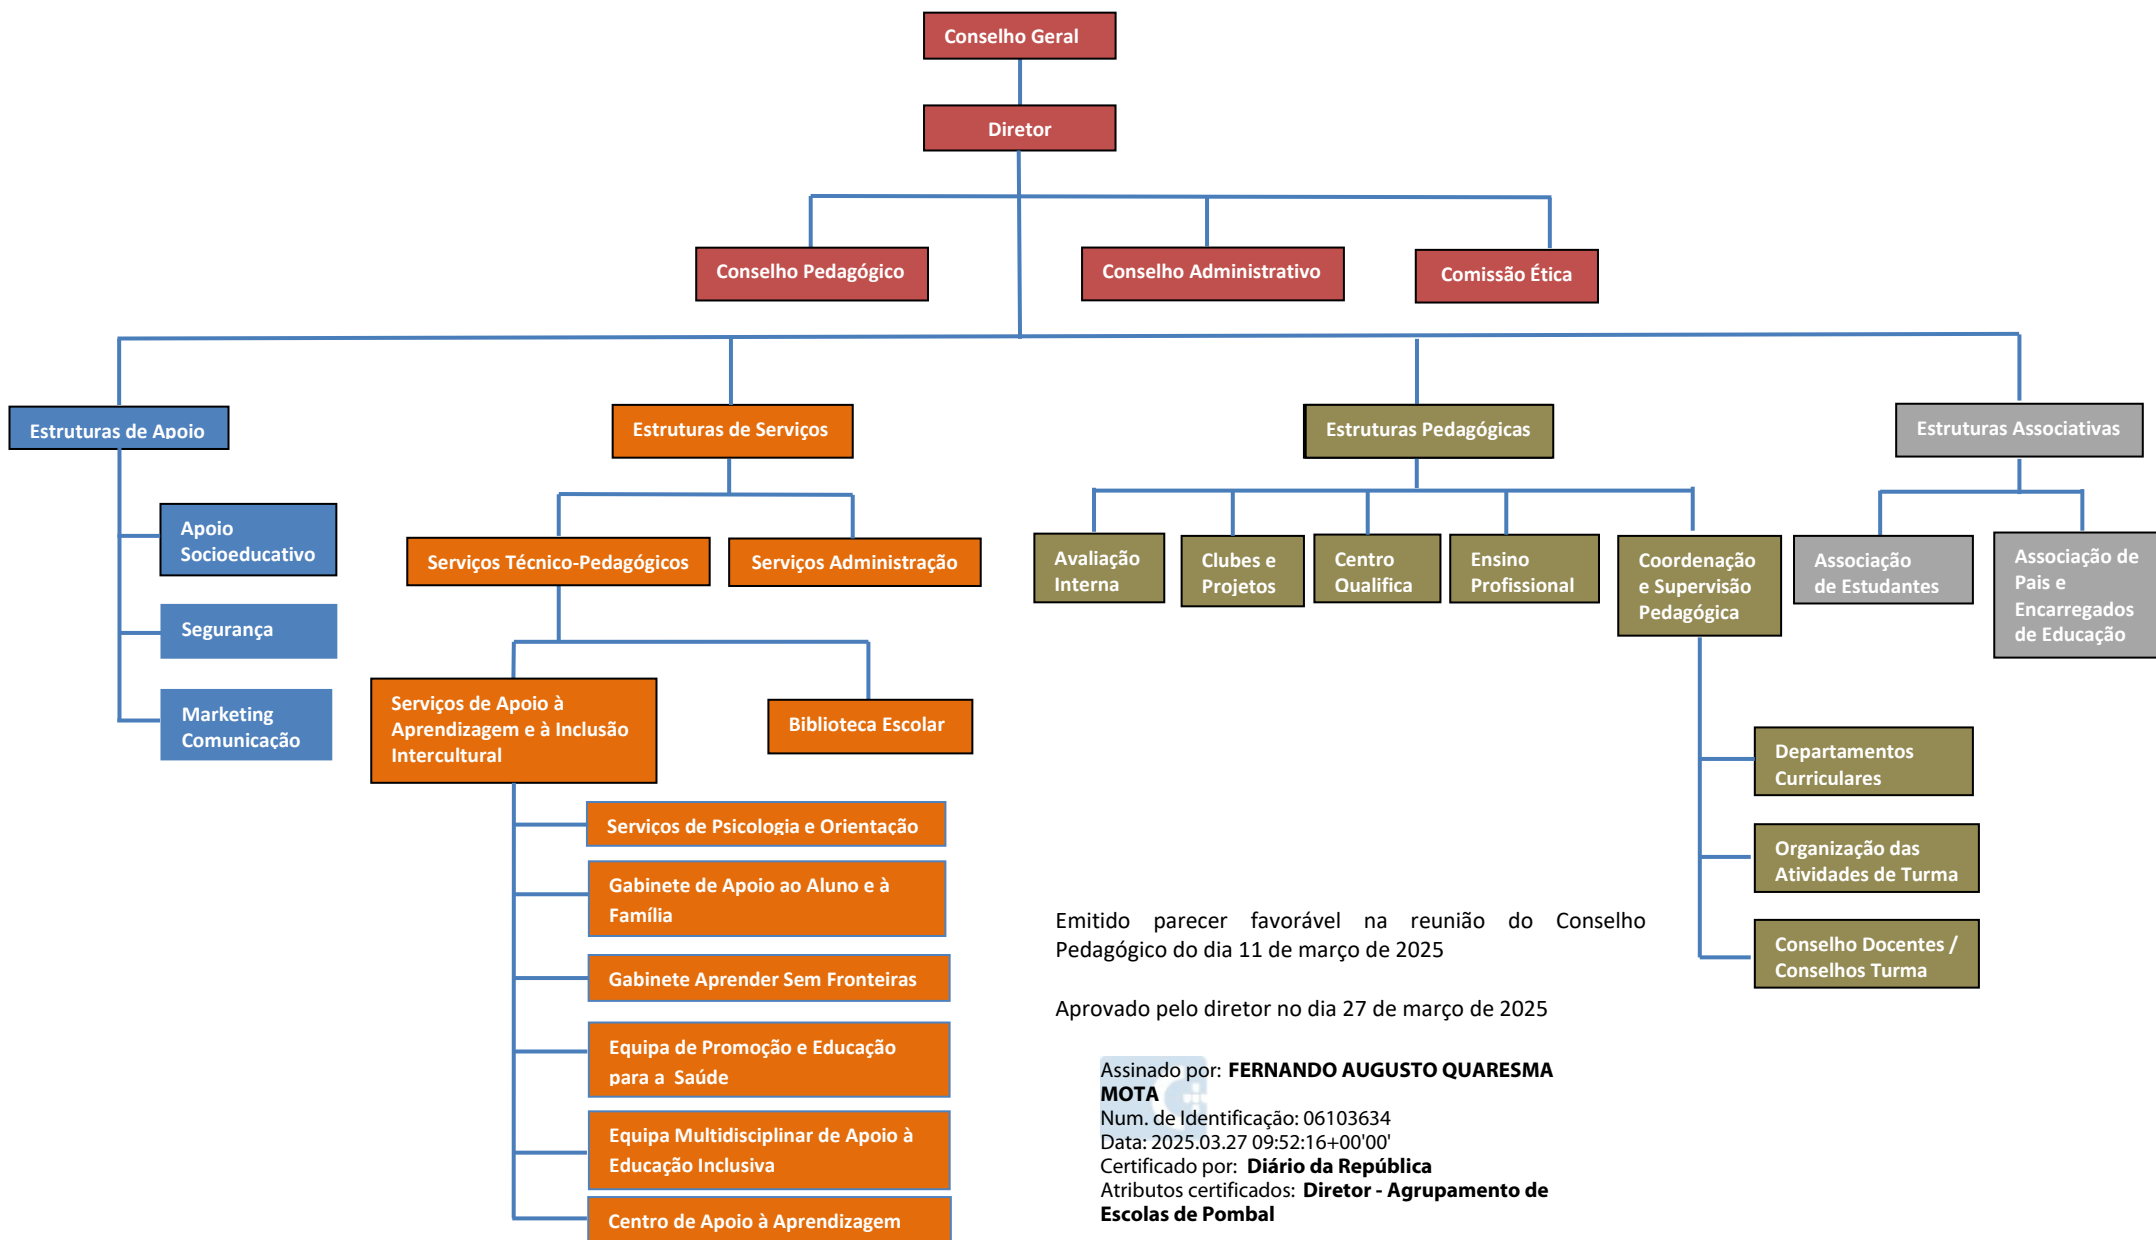 Conselho Geral
Diretor
Conselho Pedagógico
Conselho Administrativo
Comissão Ética
Estruturas de Apoio
Estruturas de Serviços
Estruturas Pedagógicas
Estruturas Associativas
Apoio
Socioeducativo
Segurança
Marketing
Comunicação
Serviços Técnico-Pedagógicos
Serviços Administração
Serviços de Apoio à
Aprendizagem e à Inclusão
Intercultural
Biblioteca Escolar
Serviços de Psicologia e Orientação
Gabinete de Apoio ao Aluno e à
Família
Gabinete Aprender Sem Fronteiras
Equipa de Promoção e Educação
para a Saúde
Equipa Multidisciplinar de Apoio à
Educação Inclusiva
Centro de Apoio à Aprendizagem
Avaliação
Interna
Clubes e
Projetos
Centro
Qualifica
Ensino
Profissional
Coordenação
e Supervisão
Pedagógica
Departamentos
Curriculares
Organização das
Atividades de Turma
Conselho Docentes /
Conselhos Turma
Associação
de Estudantes
Associação de
Pais e
Encarregados
de Educação
Emitido parecer favorável na reunião do Conselho
Pedagógico do dia 11 de março de 2025
Aprovado pelo diretor no dia 27 de março de 2025
Assinado por: FERNANDO AUGUSTO QUARESMA
MOTA
Num. de Identificação: 06103634
Data: 2025.03.27 09:52:16+00'00'
Certificado por: Diário da República
Atributos certificados: Diretor - Agrupamento de
Escolas de Pombal